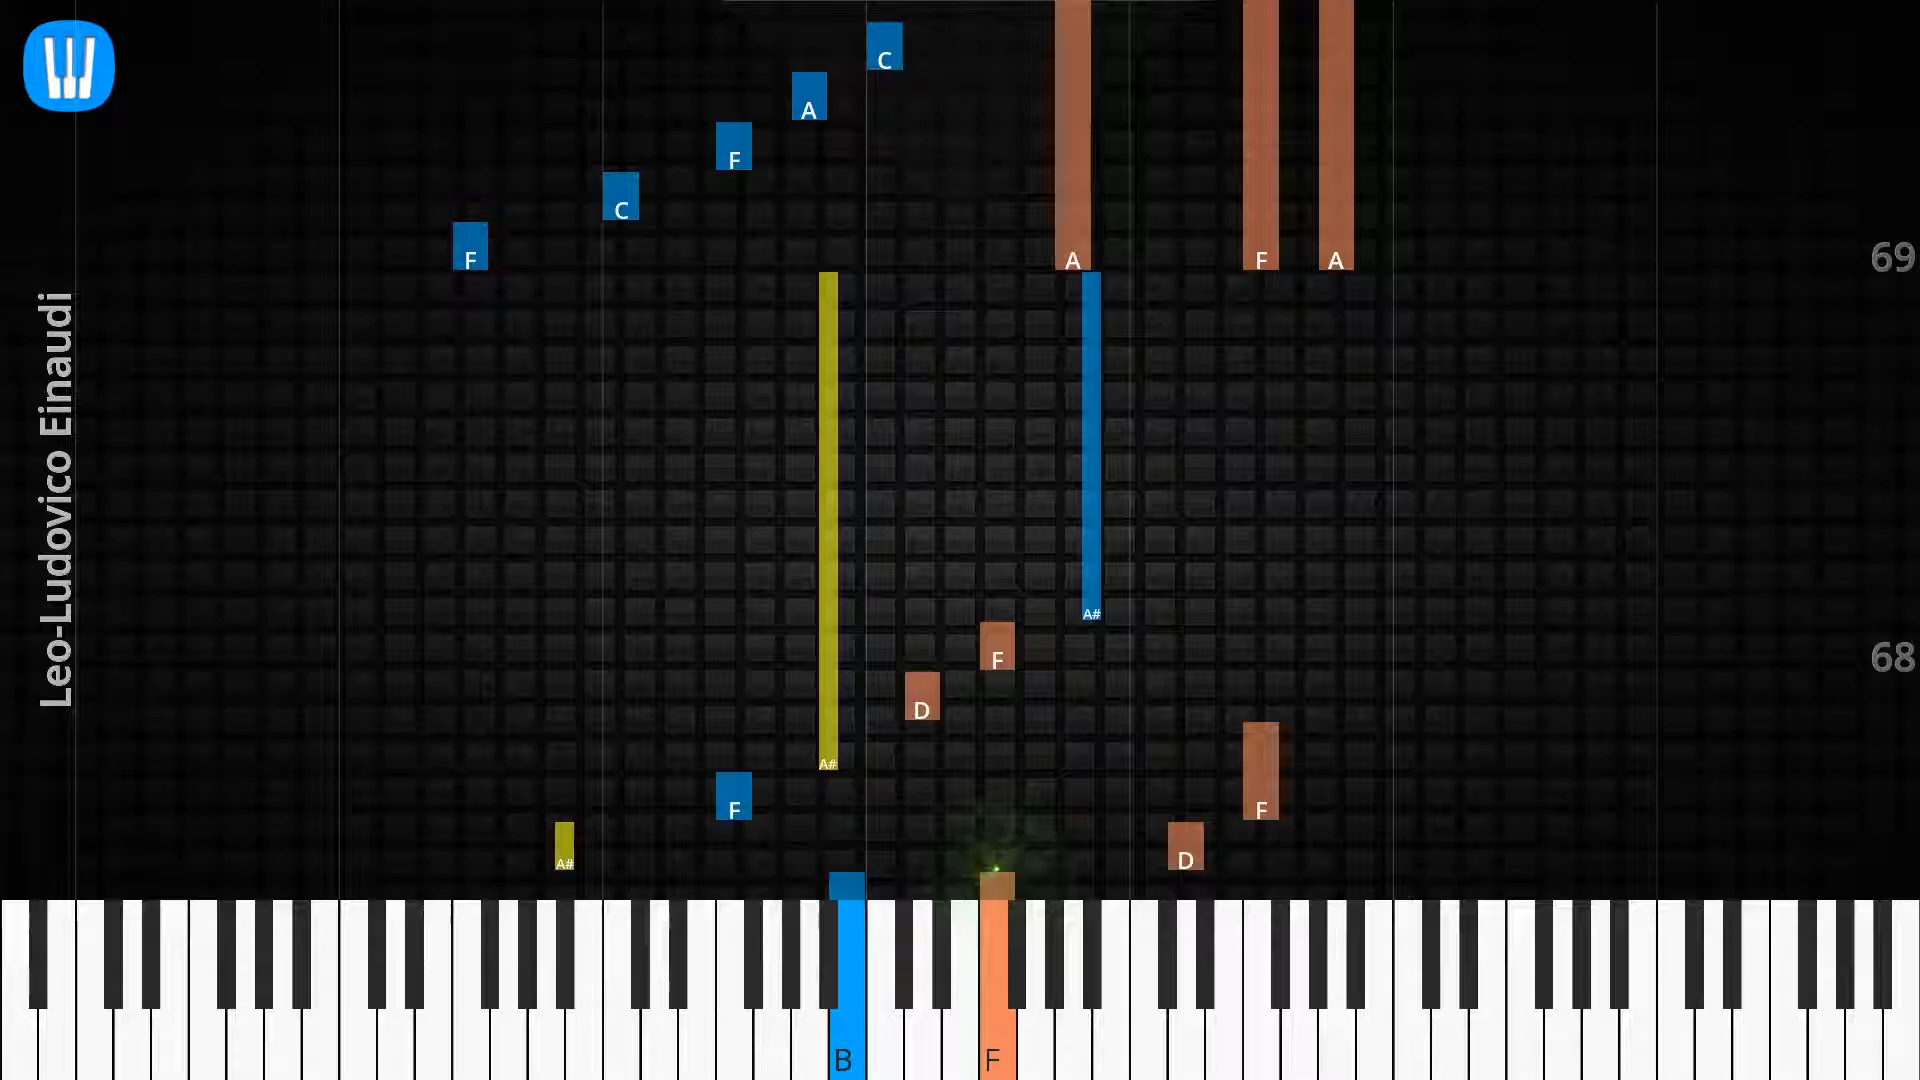 C
A
F
C
F
A F A
69
Leo-Ludovico Einaudi
A#
F
68
D
A#
F F
A# D
B F